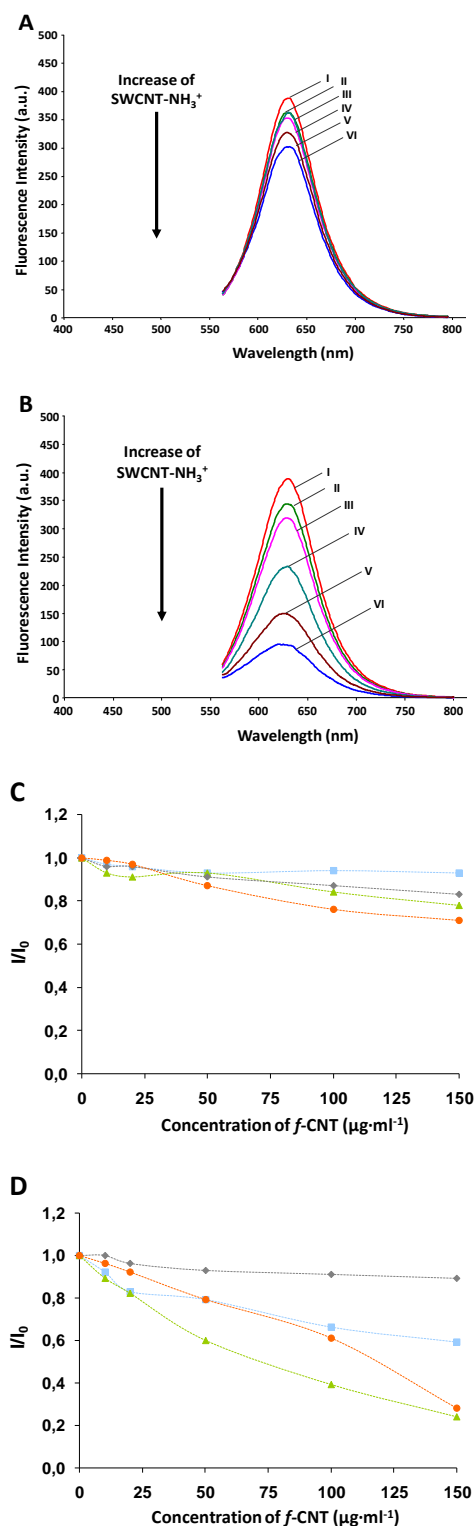 A
500
450
400
350
300
250
200
150
100
50
0
Fluorescence Intensity (a.u.)
Increase of
SWCNT-NH₃⁺
I
II
III
IV
V
VI
400 450 500 550 600 650 700 750 800
Wavelength (nm)
B
500
450
400
350
300
250
200
150
100
50
0
Fluorescence Intensity (a.u.)
Increase of
SWCNT-NH₃⁺
I
II
III
IV
V
VI
400 450 500 550 600 650 700 750 800
Wavelength (nm)
C
1,2
1,0
0,8
0,6
0,4
0,2
0,0
I/I₀
0 25 50 75 100 125 150
Concentration of f-CNT (µg·ml⁻¹)
D
1,2
1,0
0,8
0,6
0,4
0,2
0,0
I/I₀
0 25 50 75 100 125 150
Concentration of f-CNT (µg·ml⁻¹)